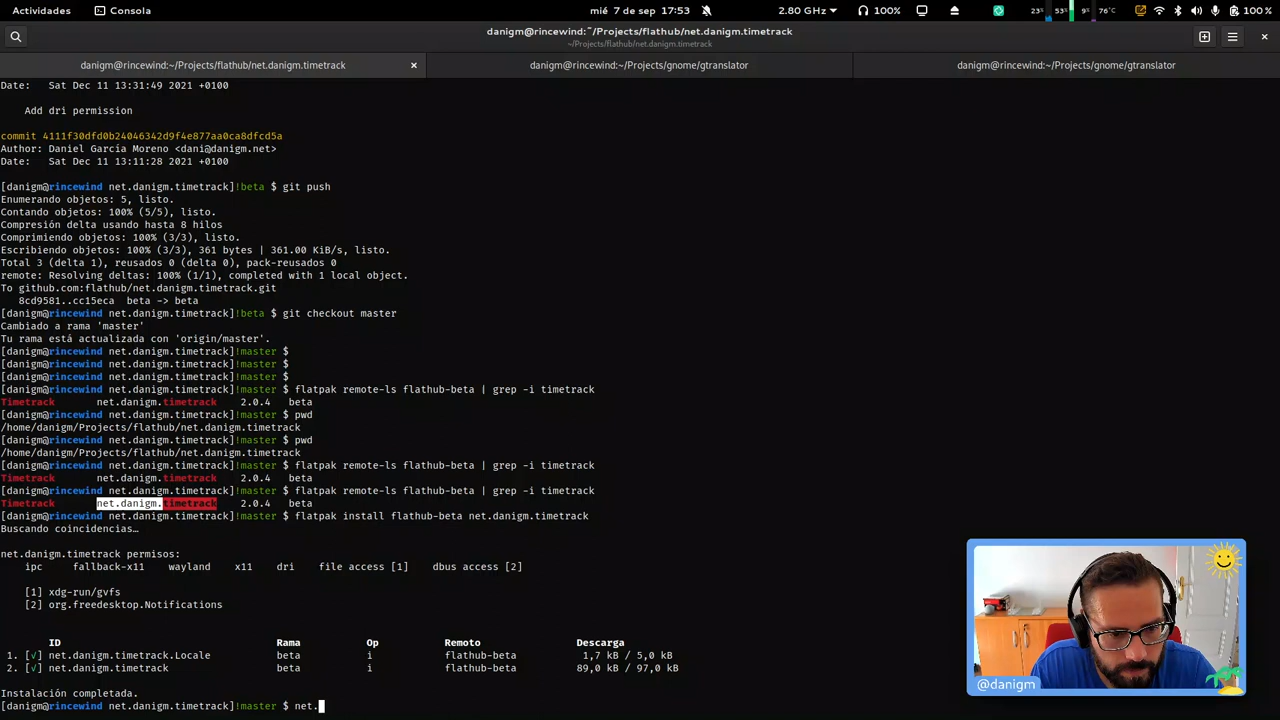 Actividades Consola mié 7 de sep 17:53 2.80 GHz 100% 23% 53% 9% 76°C 100 %
danigm@rincewind:~/Projects/flathub/net.danigm.timetrack
~/Projects/flathub/net.danigm.timetrack
danigm@rincewind:~/Projects/flathub/net.danigm.timetrack danigm@rincewind:~/Projects/gnome/gtranslator danigm@rincewind:~/Projects/gnome/gtranslator
Date: Sat Dec 11 13:31:49 2021 +0100
Add dri permission
commit 4111f30dfd0b24046342d9f4e877aa0ca8dfcd5a
Author: Daniel Garcia Moreno <dani@danigm.net>
Date: Sat Dec 11 13:11:28 2021 +0100
[danigm@rincewind net.danigm.timetrack]!beta $ git push
Enumerando objetos: 5, listo.
Contando objetos: 100% (5/5), listo.
Compresión delta usando hasta 8 hilos
Comprimiendo objetos: 100% (3/3), listo.
Escribiendo objetos: 100% (3/3), 361 bytes | 361.00 KiB/s, listo.
Total 3 (delta 1), reusados 0 (delta 0), pack-reusados 0
remote: Resolving deltas: 100% (1/1), completed with 1 local object.
To github.com:flathub/net.danigm.timetrack.git
8cd9581..cc15eca beta -> beta
[danigm@rincewind net.danigm.timetrack]!beta $ git checkout master
Cambiado a rama 'master'
Tu rama está actualizada con 'origin/master'.
[danigm@rincewind net.danigm.timetrack]!master $
[danigm@rincewind net.danigm.timetrack]!master $
[danigm@rincewind net.danigm.timetrack]!master $
[danigm@rincewind net.danigm.timetrack]!master $ flatpak remote-ls flathub-beta | grep -i timetrack
Timetrack net.danigm.timetrack 2.0.4 beta
[danigm@rincewind net.danigm.timetrack]!master $ pwd
/home/danigm/Projects/flathub/net.danigm.timetrack
[danigm@rincewind net.danigm.timetrack]!master $ pwd
/home/danigm/Projects/flathub/net.danigm.timetrack
[danigm@rincewind net.danigm.timetrack]!master $ flatpak remote-ls flathub-beta | grep -i timetrack
Timetrack net.danigm.timetrack 2.0.4 beta
[danigm@rincewind net.danigm.timetrack]!master $ flatpak remote-ls flathub-beta | grep -i timetrack
Timetrack net.danigm.timetrack 2.0.4 beta
[danigm@rincewind net.danigm.timetrack]!master $ flatpak install flathub-beta net.danigm.timetrack
Buscando coincidencias…
net.danigm.timetrack permisos:
ipc fallback-x11 wayland x11 dri file access [1] dbus access [2]
[1] xdg-run/gvfs
[2] org.freedesktop.Notifications
ID Rama Op Remoto Descarga
1. [√] net.danigm.timetrack.Locale beta i flathub-beta 1,7 kB / 5,0 kB
2. [√] net.danigm.timetrack beta i flathub-beta 89,0 kB / 97,0 kB
Instalación completada.
[danigm@rincewind net.danigm.timetrack]!master $ net.
@danigm